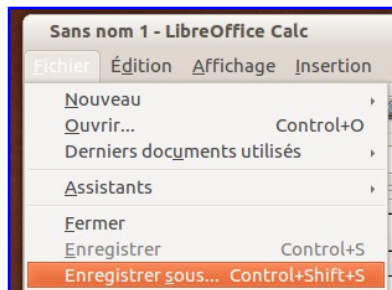 Sans nom 1 - LibreOffice Calc
Fichier Édition Affichage Insertion
Nouveau
Ouvrir... Control+O
Derniers documents utilisés
Assistants
Fermer
Enregistrer Control+S
Enregistrer sous... Control+Shift+S